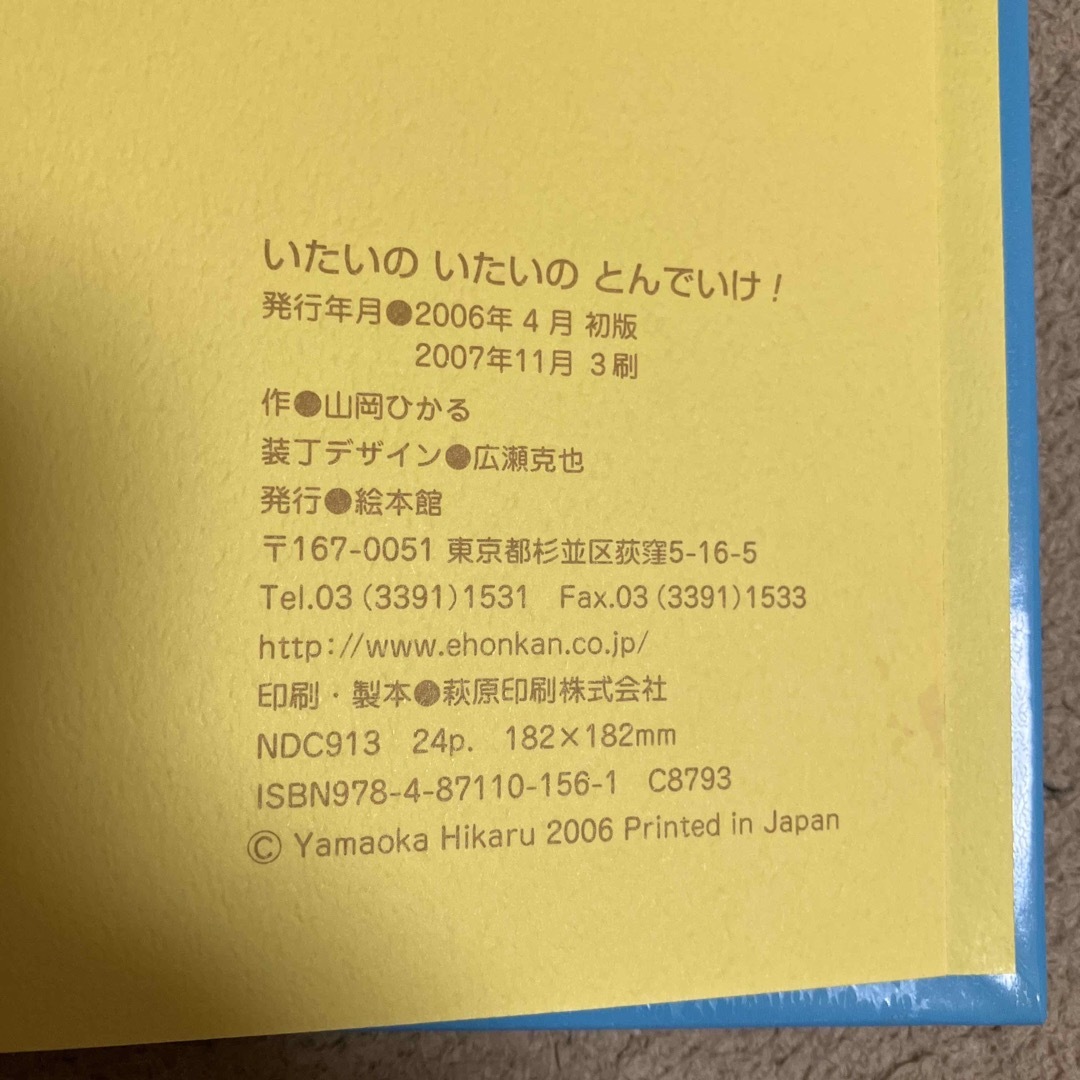 いたいの いたいの とんでいけ!
発行年月●2006年 4月 初版
2007年11月 3刷
作●山岡ひかる
装丁デザイン●広瀬克也
発行●絵本館
〒167-0051 東京都杉並区荻窪5-16-5
Tel.03(3391)1531 Fax.03(3391)1533
http://www.ehonkan.co.jp/
印刷・製本●萩原印刷株式会社
NDC913 24p. 182×182mm
ISBN978-4-87110-156-1 C8793
© Yamaoka Hikaru 2006 Printed in Japan